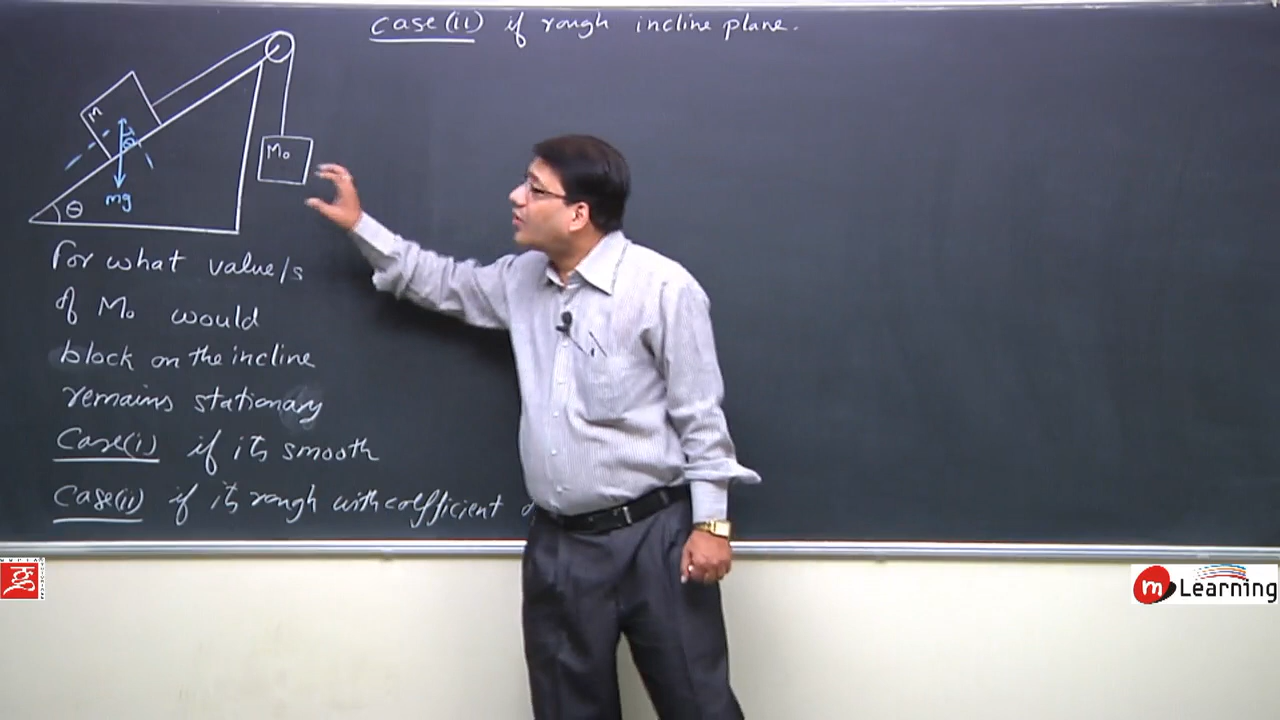 Case(ii) if rough incline plane.
M
M₀
mg
θ
θ
For what value/s
of M₀ would
block on the incline
remains stationary
Case(i) if its smooth
Case(ii) if its rough with coefficient
m Learning